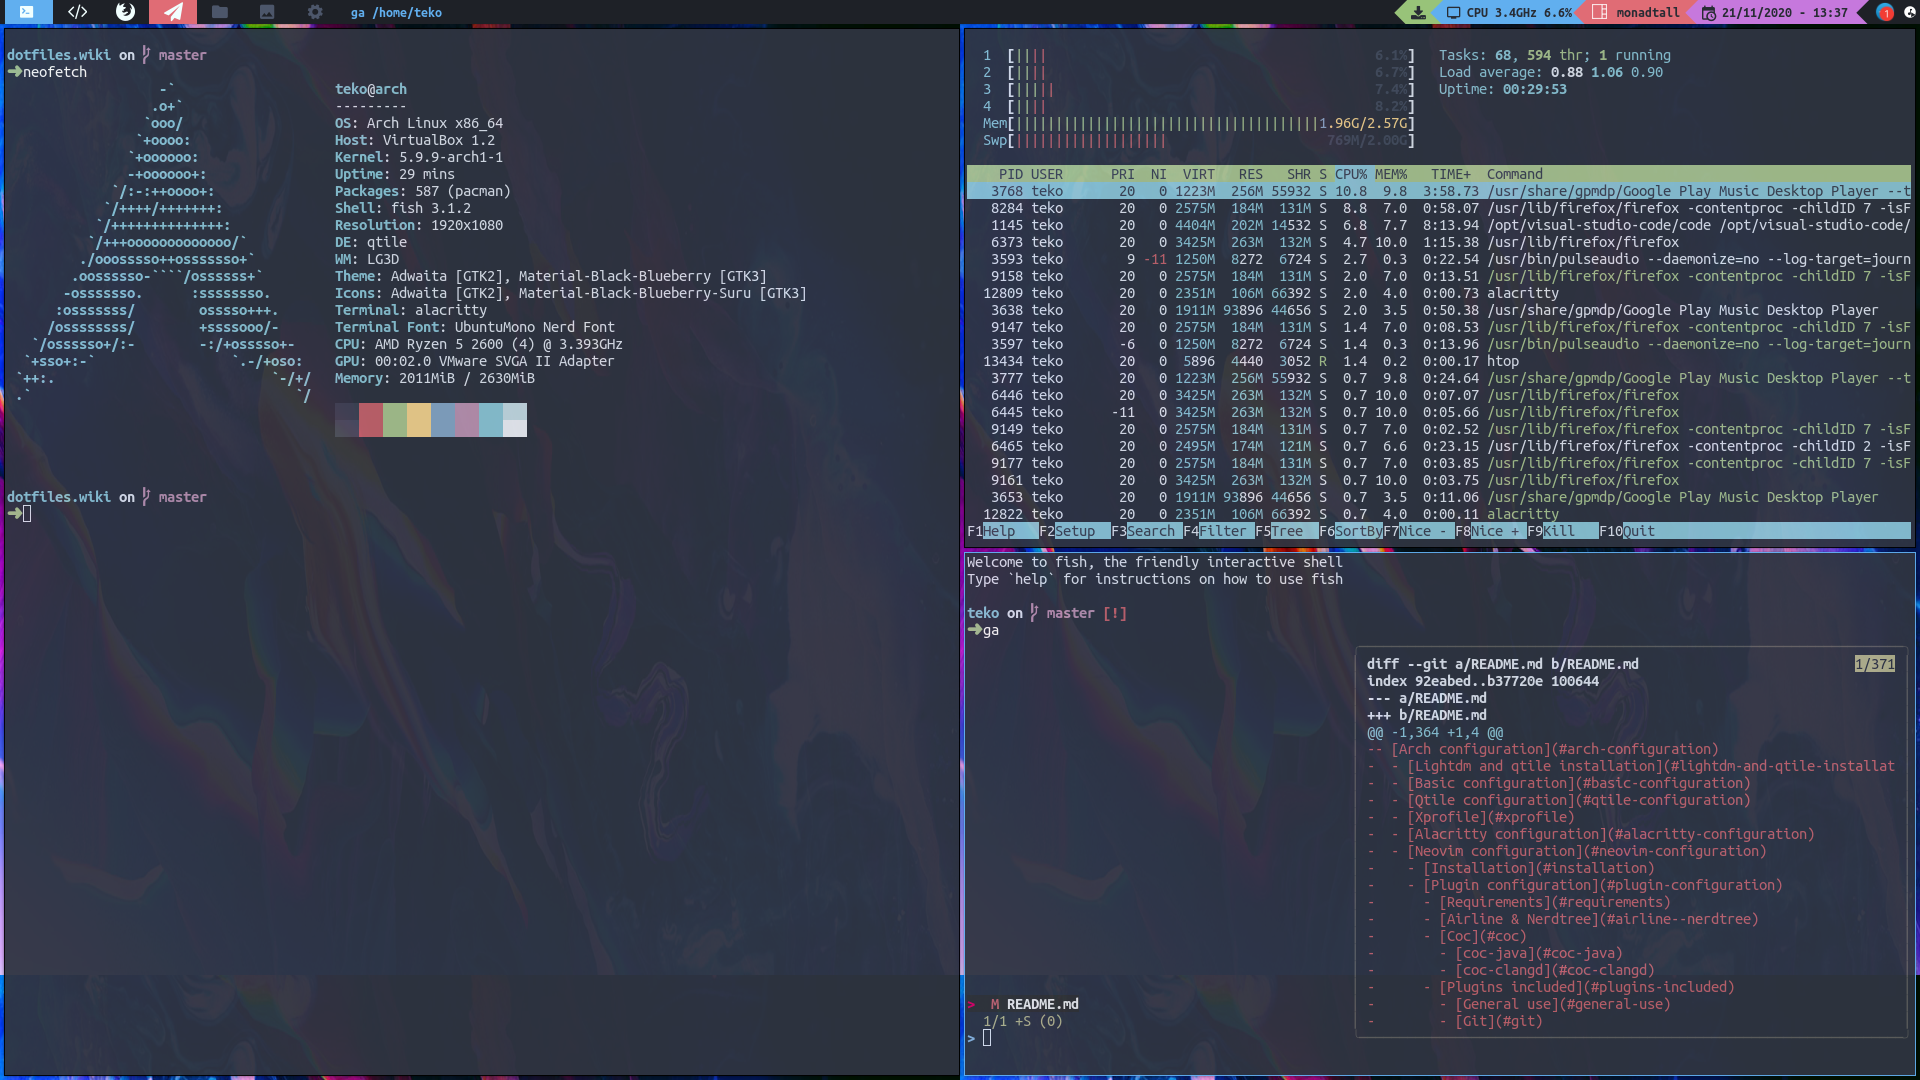 ga /home/teko
CPU 3.4GHz 6.6%
monadtall
21/11/2020 - 13:37
1
dotfiles.wiki on master
➜neofetch
-`
.o+`
`ooo/
`+oooo:
`+oooooo:
-+oooooo+:
`/:-:++oooo+:
`/++++/+++++++:
`/++++++++++++++:
`/+++ooooooooooooo/`
./ooosssso++osssssso+`
.oossssso-````/ossssss+`
-osssssso.      :ssssssso.
:osssssss/        osssso+++.
/ossssssss/        +ssssooo/-
`/ossssso+/:-        -:/+osssso+-
`+sso+:-`                 `.-/+oso:
`++:.                           `-/+/
.`                                 `/
teko@arch
---------
OS: Arch Linux x86_64
Host: VirtualBox 1.2
Kernel: 5.9.9-arch1-1
Uptime: 29 mins
Packages: 587 (pacman)
Shell: fish 3.1.2
Resolution: 1920x1080
DE: qtile
WM: LG3D
Theme: Adwaita [GTK2], Material-Black-Blueberry [GTK3]
Icons: Adwaita [GTK2], Material-Black-Blueberry-Suru [GTK3]
Terminal: alacritty
Terminal Font: UbuntuMono Nerd Font
CPU: AMD Ryzen 5 2600 (4) @ 3.393GHz
GPU: 00:02.0 VMware SVGA II Adapter
Memory: 2011MiB / 2630MiB
dotfiles.wiki on master
➜
1 [|||| 6.1%]
2 [|||| 6.7%]
3 [||||| 7.4%]
4 [|||| 8.2%]
Mem[||||||||||||||||||||||||||||||||||||||1.96G/2.57G]
Swp[||||||||||||||||||| 769M/2.00G]
Tasks: 68, 594 thr; 1 running
Load average: 0.88 1.06 0.90
Uptime: 00:29:53
PID USER PRI NI VIRT RES SHR S CPU% MEM% TIME+ Command
3768 teko 20 0 1223M 256M 55932 S 10.8 9.8 3:58.73 /usr/share/gpmdp/Google Play Music Desktop Player --t
8284 teko 20 0 2575M 184M 131M S 8.8 7.0 0:58.07 /usr/lib/firefox/firefox -contentproc -childID 7 -isF
1145 teko 20 0 4404M 202M 14532 S 6.8 7.7 8:13.94 /opt/visual-studio-code/code /opt/visual-studio-code/
6373 teko 20 0 3425M 263M 132M S 4.7 10.0 1:15.38 /usr/lib/firefox/firefox
3593 teko 9 -11 1250M 8272 6724 S 2.7 0.3 0:22.54 /usr/bin/pulseaudio --daemonize=no --log-target=journ
9158 teko 20 0 2575M 184M 131M S 2.0 7.0 0:13.51 /usr/lib/firefox/firefox -contentproc -childID 7 -isF
12809 teko 20 0 2351M 106M 66392 S 2.0 4.0 0:00.73 alacritty
3638 teko 20 0 1911M 93896 44656 S 2.0 3.5 0:50.38 /usr/share/gpmdp/Google Play Music Desktop Player
9147 teko 20 0 2575M 184M 131M S 1.4 7.0 0:08.53 /usr/lib/firefox/firefox -contentproc -childID 7 -isF
3597 teko -6 0 1250M 8272 6724 S 1.4 0.3 0:13.96 /usr/bin/pulseaudio --daemonize=no --log-target=journ
13434 teko 20 0 5896 4440 3052 R 1.4 0.2 0:00.17 htop
3777 teko 20 0 1223M 256M 55932 S 0.7 9.8 0:24.64 /usr/share/gpmdp/Google Play Music Desktop Player --t
6446 teko 20 0 3425M 263M 132M S 0.7 10.0 0:07.07 /usr/lib/firefox/firefox
6445 teko -11 0 3425M 263M 132M S 0.7 10.0 0:05.66 /usr/lib/firefox/firefox
9149 teko 20 0 2575M 184M 131M S 0.7 7.0 0:02.52 /usr/lib/firefox/firefox -contentproc -childID 7 -isF
6465 teko 20 0 2495M 174M 121M S 0.7 6.6 0:23.15 /usr/lib/firefox/firefox -contentproc -childID 2 -isF
9177 teko 20 0 2575M 184M 131M S 0.7 7.0 0:03.85 /usr/lib/firefox/firefox -contentproc -childID 7 -isF
9161 teko 20 0 3425M 263M 132M S 0.7 10.0 0:03.75 /usr/lib/firefox/firefox
3653 teko 20 0 1911M 93896 44656 S 0.7 3.5 0:11.06 /usr/share/gpmdp/Google Play Music Desktop Player
12822 teko 20 0 2351M 106M 66392 S 0.7 4.0 0:00.11 alacritty
F1Help F2Setup F3Search F4Filter F5Tree F6SortByF7Nice - F8Nice + F9Kill F10Quit
Welcome to fish, the friendly interactive shell
Type `help` for instructions on how to use fish
teko on master [!]
➜ga
diff --git a/README.md b/README.md 1/371
index 92eabed..b37720e 100644
--- a/README.md
+++ b/README.md
@@ -1,364 +1,4 @@
-- [Arch configuration](#arch-configuration)
-  - [Lightdm and qtile installation](#lightdm-and-qtile-installat
-  - [Basic configuration](#basic-configuration)
-  - [Qtile configuration](#qtile-configuration)
-  - [Xprofile](#xprofile)
-  - [Alacritty configuration](#alacritty-configuration)
-  - [Neovim configuration](#neovim-configuration)
-    - [Installation](#installation)
-    - [Plugin configuration](#plugin-configuration)
-      - [Requirements](#requirements)
-      - [Airline & Nerdtree](#airline--nerdtree)
-      - [Coc](#coc)
-        - [coc-java](#coc-java)
-        - [coc-clangd](#coc-clangd)
-      - [Plugins included](#plugins-included)
-        - [General use](#general-use)
-        - [Git](#git)
> M README.md
1/1 +S (0)
>